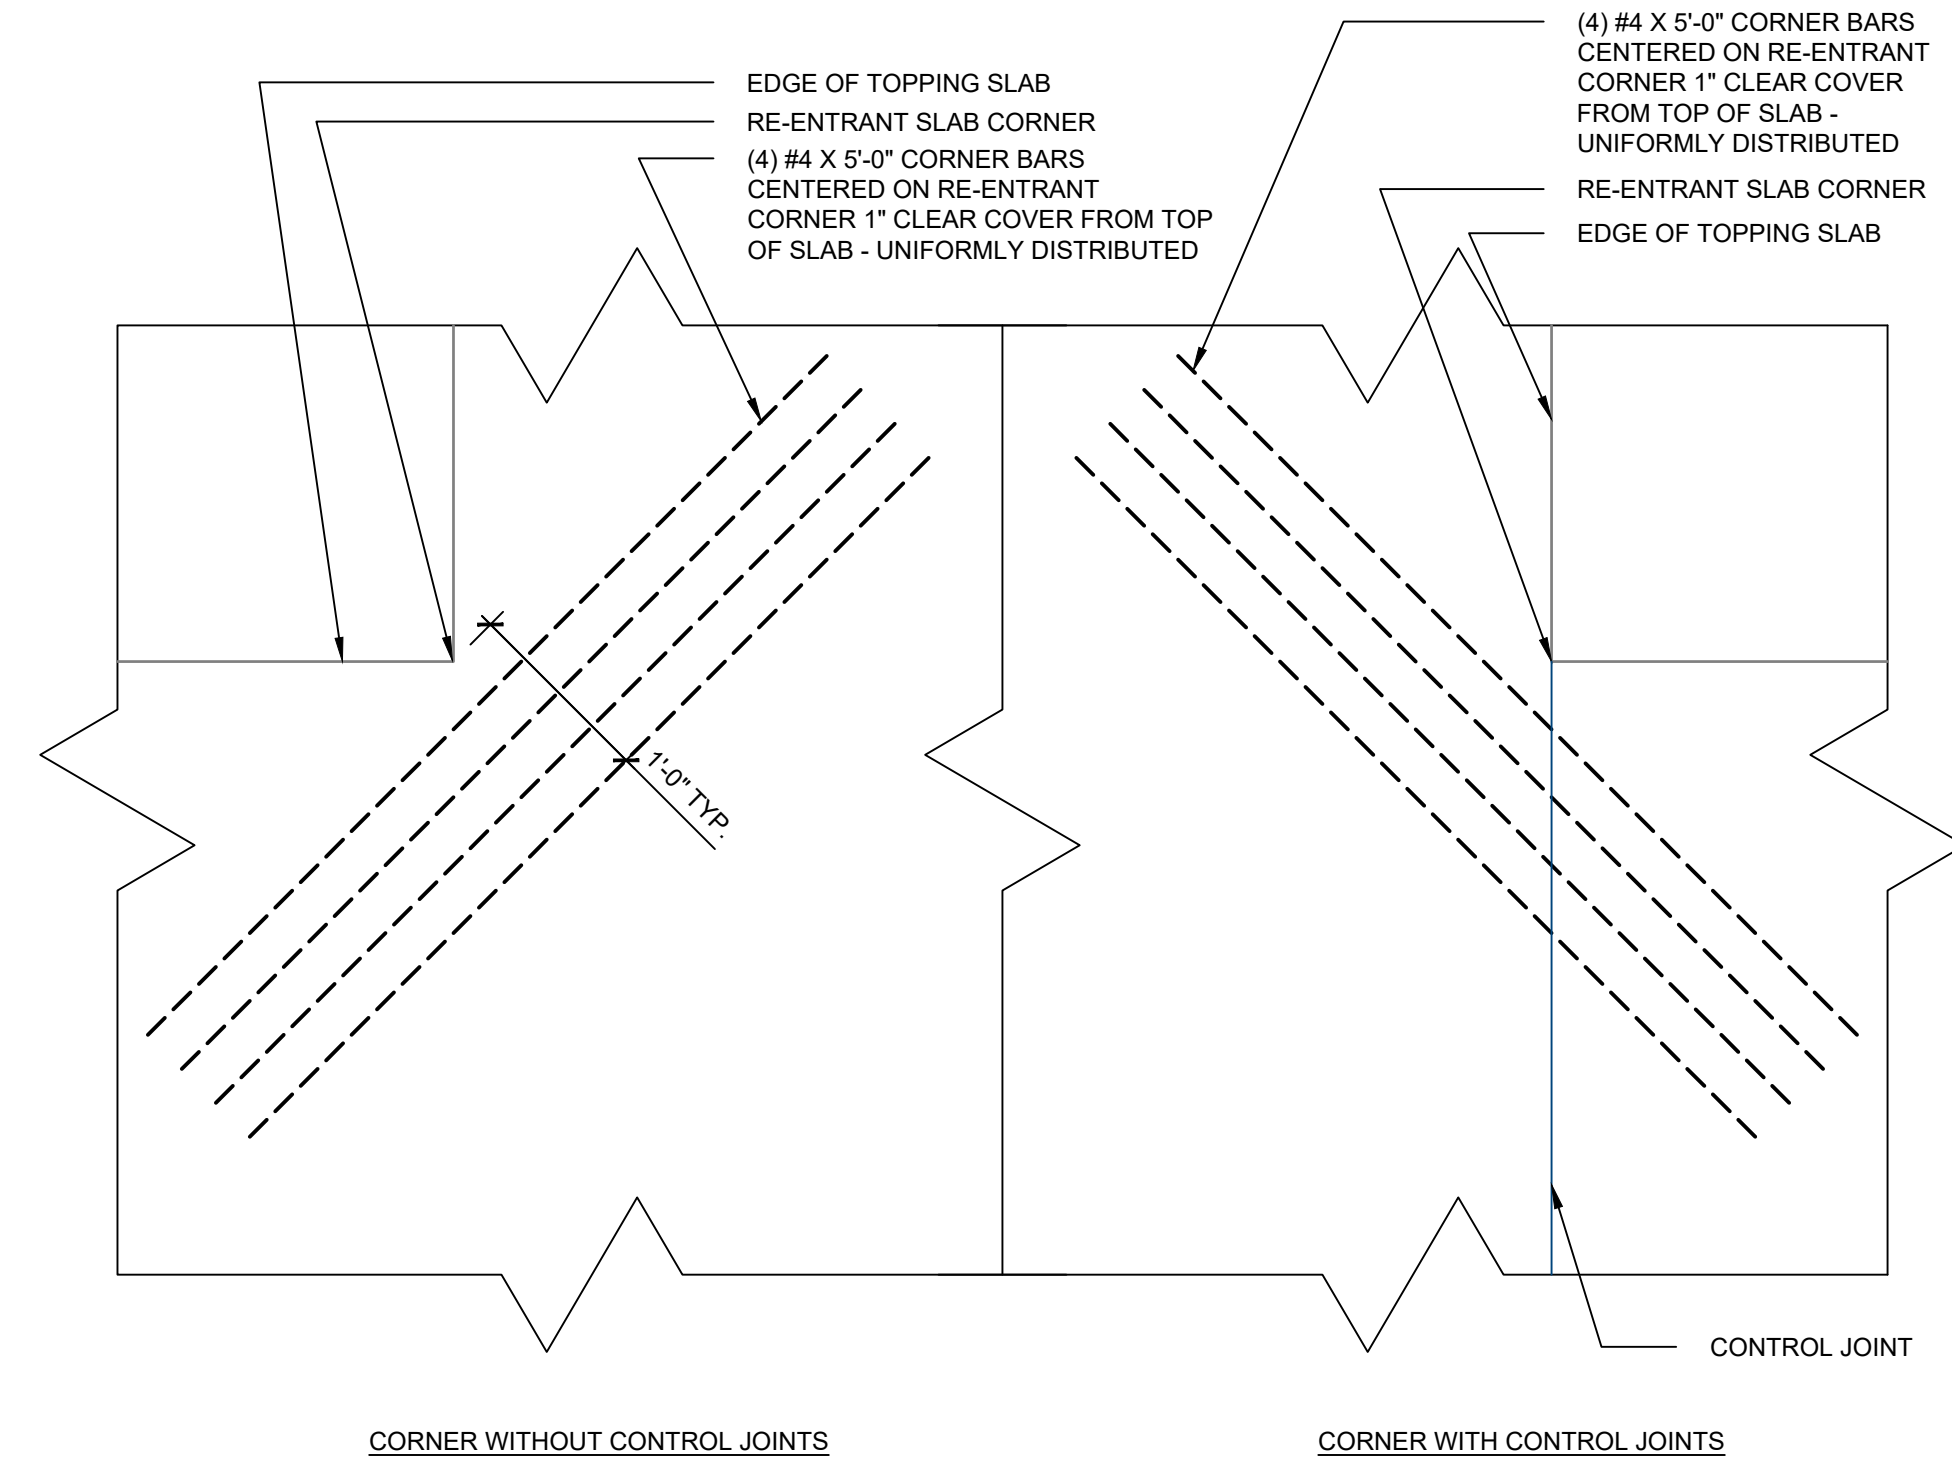 EDGE OF TOPPING SLAB
RE-ENTRANT SLAB CORNER
(4) #4 X 5'-0" CORNER BARS
CENTERED ON RE-ENTRANT
CORNER 1" CLEAR COVER FROM TOP
OF SLAB - UNIFORMLY DISTRIBUTED
(4) #4 X 5'-0" CORNER BARS
CENTERED ON RE-ENTRANT
CORNER 1" CLEAR COVER
FROM TOP OF SLAB -
UNIFORMLY DISTRIBUTED
RE-ENTRANT SLAB CORNER
EDGE OF TOPPING SLAB
1'-0" TYP.
CONTROL JOINT
CORNER WITHOUT CONTROL JOINTS
CORNER WITH CONTROL JOINTS